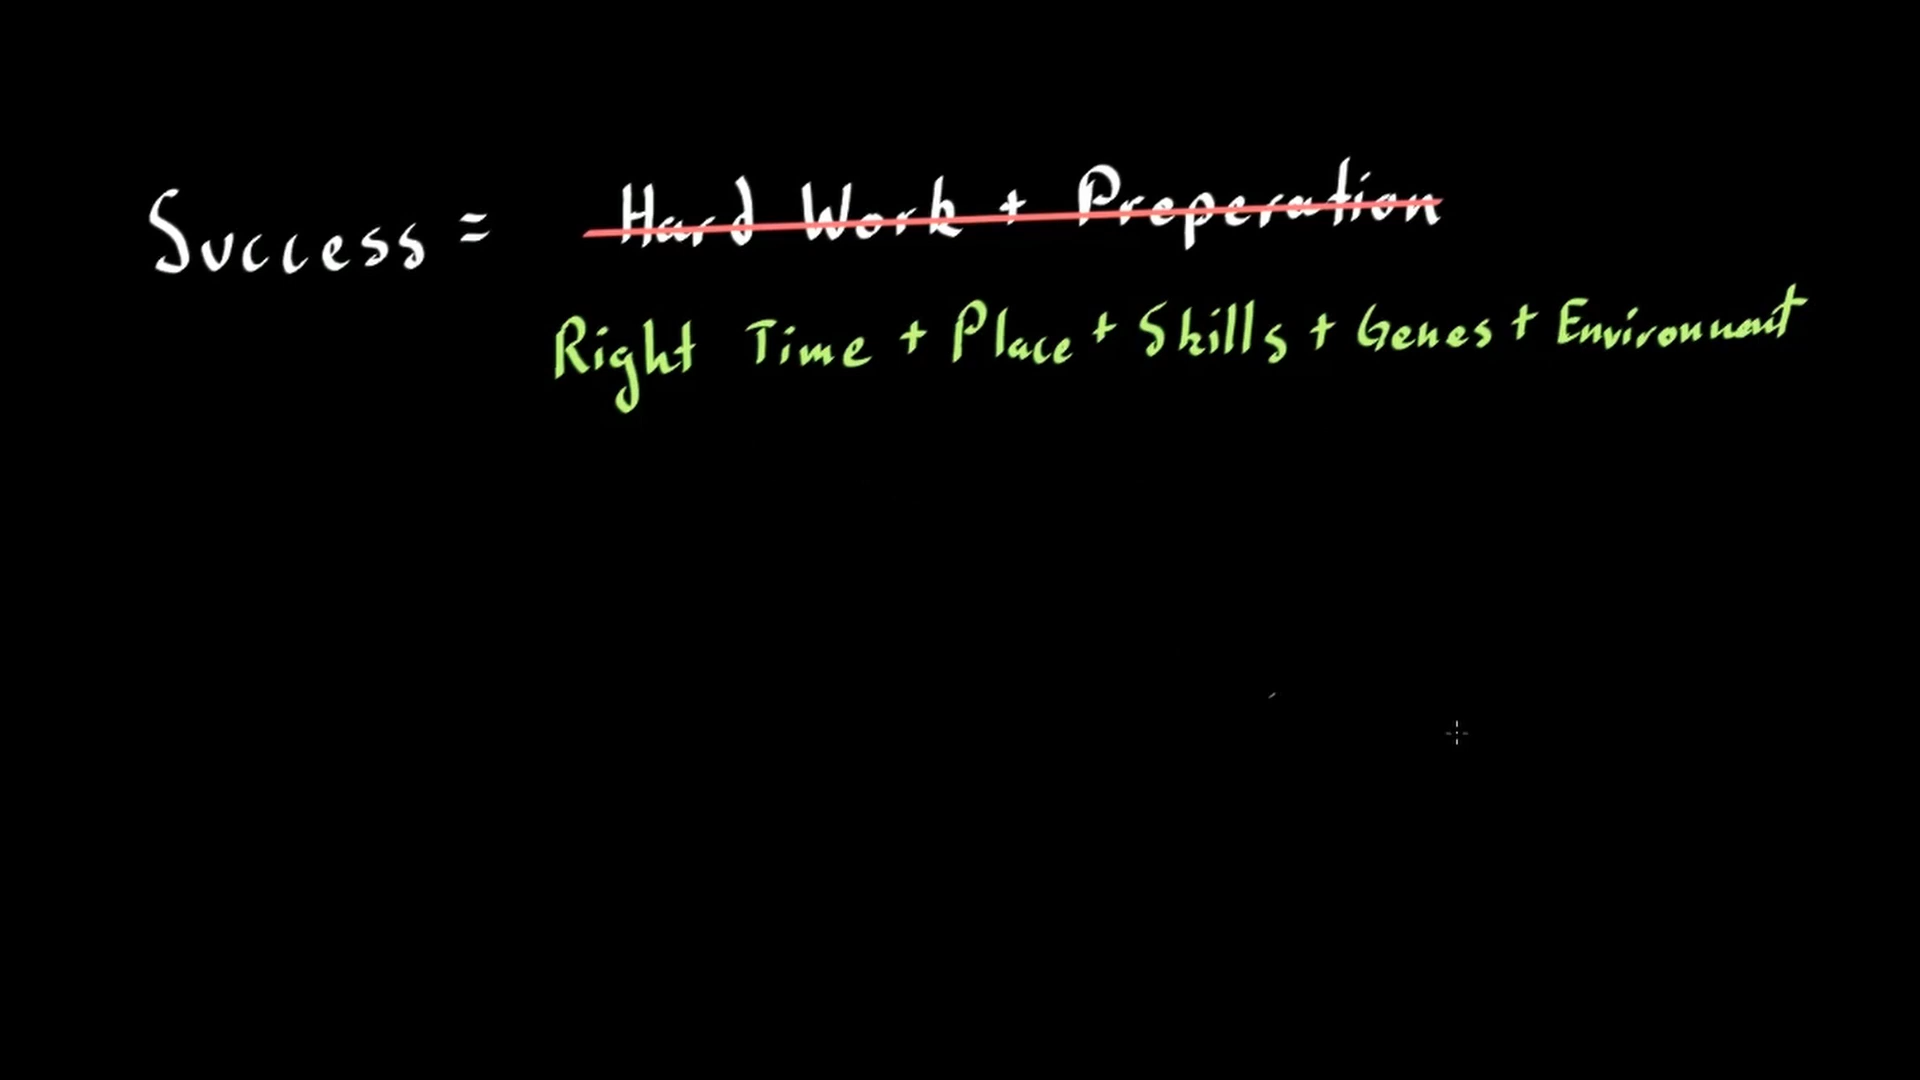 Success = Hard Work + Preperation
Right Time + Place + Skills + Genes + Environment